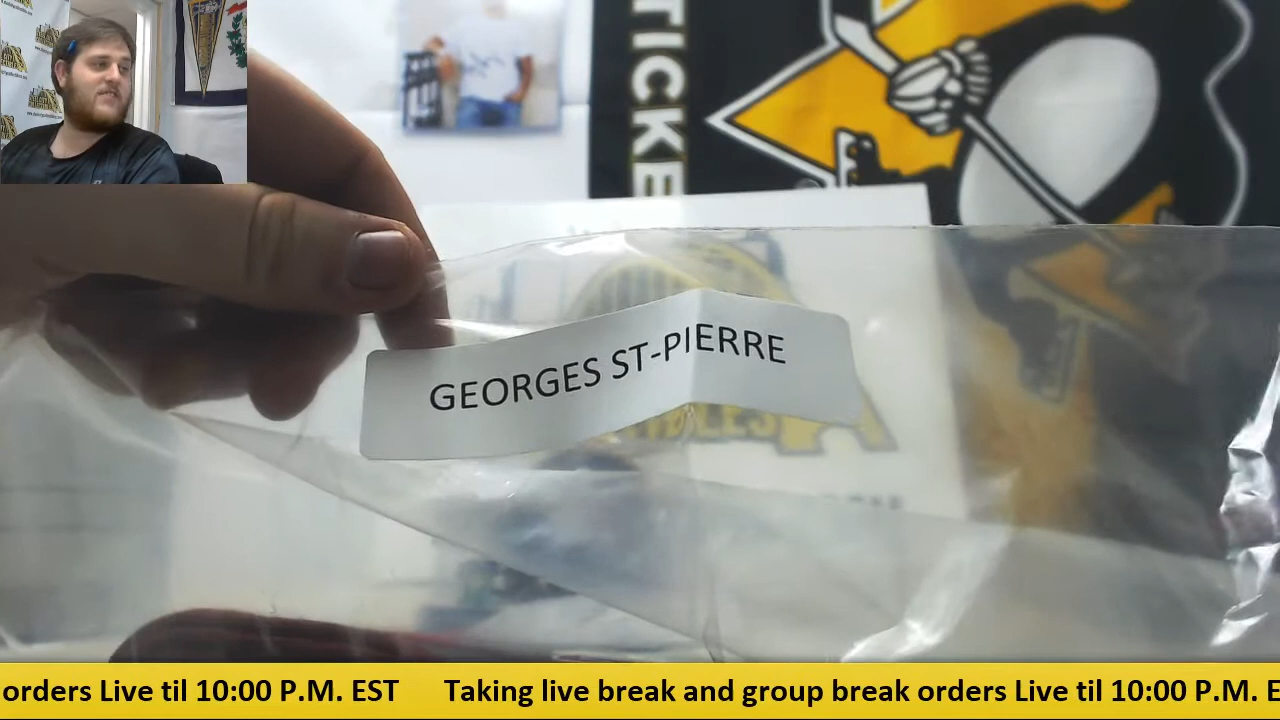 TICKE
GEORGES ST-PIERRE
orders Live til 10:00 P.M. EST Taking live break and group break orders Live til 10:00 P.M. E